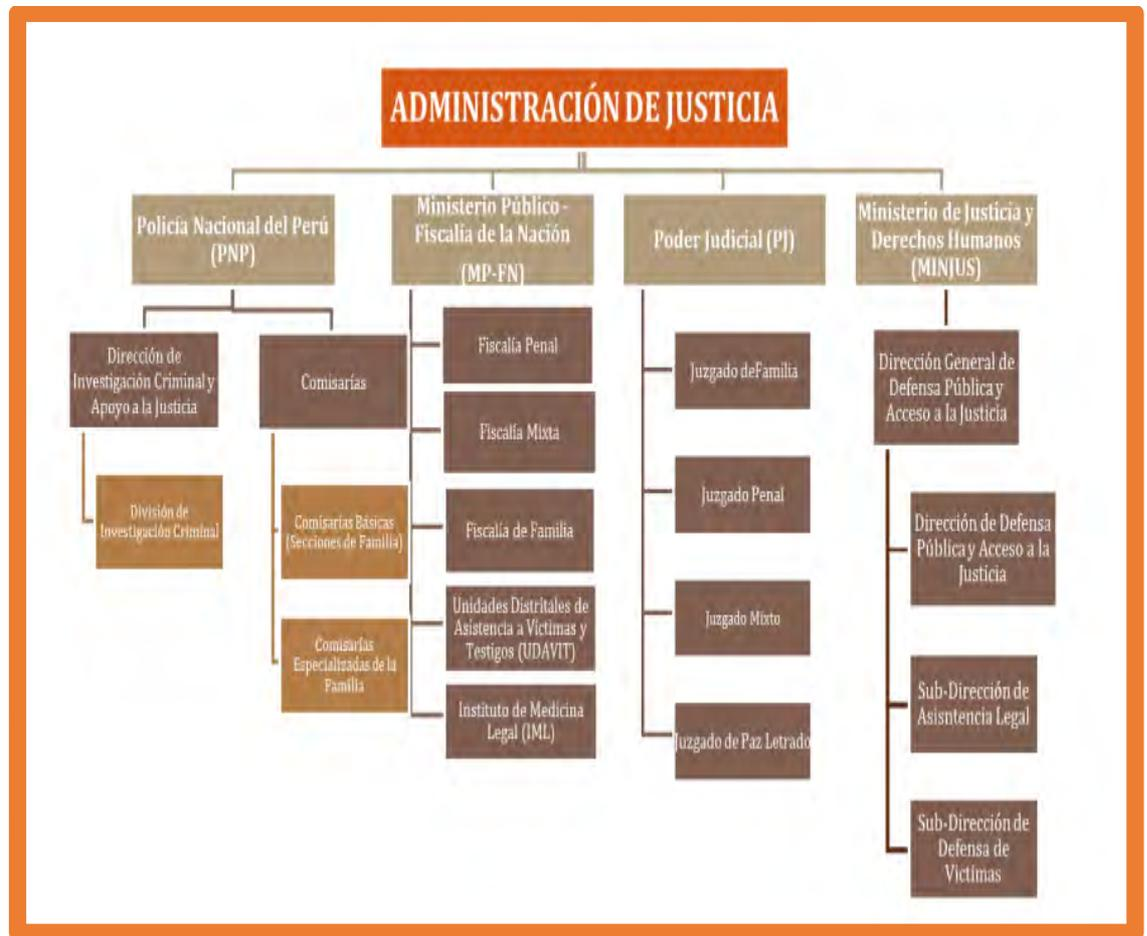 ADMINISTRACIÓN DE JUSTICIA
Policía Nacional del Perú
(PNP)
Dirección de
Investigación Criminal y
Apoyo a la Justicia
División de
Investigación Criminal
Comisarías
Comisarías Básicas
(Secciones de Familia)
Comisarías
Especializadas de la
Familia
Ministerio Público -
Fiscalía de la Nación
(MP-FN)
Fiscalía Penal
Fiscalía Mixta
Fiscalía de Familia
Unidades Distritales de
Asistencia a Víctimas y
Testigos (UDAVIT)
Instituto de Medicina
Legal (IML)
Poder Judicial (PJ)
Juzgado deFamilia
Juzgado Penal
Juzgado Mixto
Juzgado de Paz Letrado
Ministerio de Justicia y
Derechos Humanos
(MINJUS)
Dirección General de
Defensa Pública y
Acceso a la Justicia
Dirección de Defensa
Pública y Acceso a la
Justicia
Sub-Dirección de
Asisntencia Legal
Sub-Dirección de
Defensa de
Víctimas